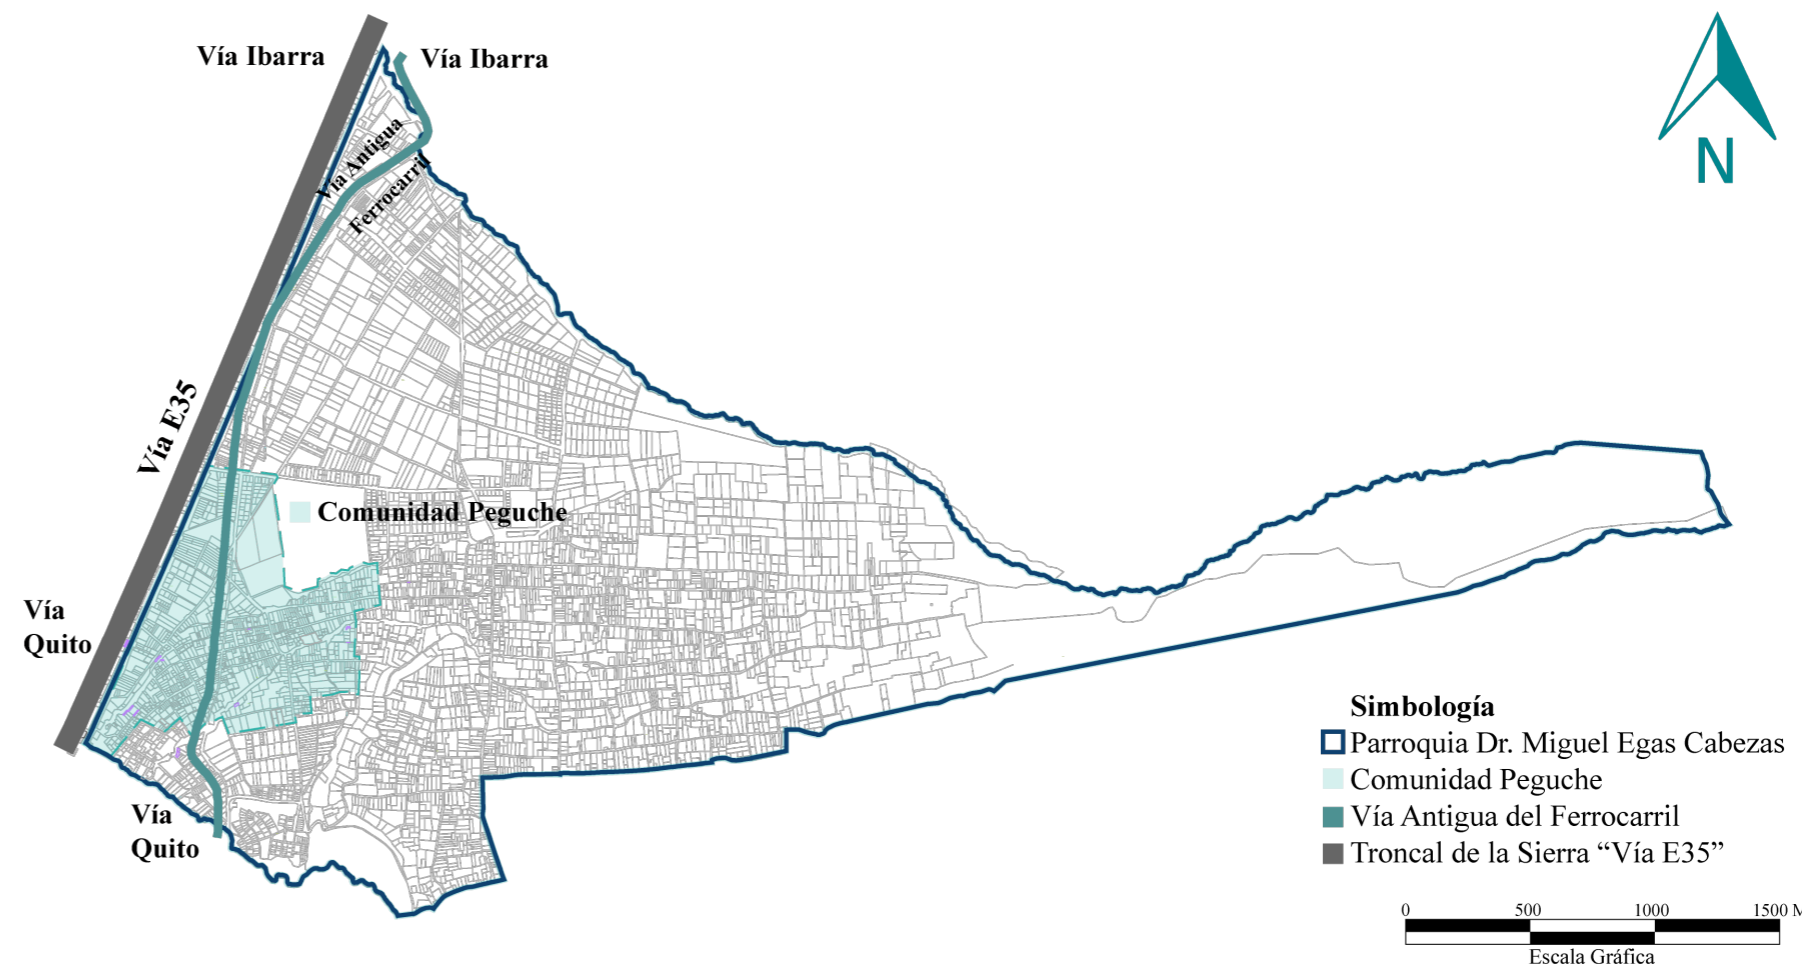 Vía Ibarra
Vía Ibarra
N
Vía Antigua
Ferrocarril
Vía E35
Comunidad Peguche
Vía
Quito
Vía
Quito
Simbología
Parroquia Dr. Miguel Egas Cabezas
Comunidad Peguche
Vía Antigua del Ferrocarril
Troncal de la Sierra “Vía E35”
0 500 1000 1500 M
Escala Gráfica